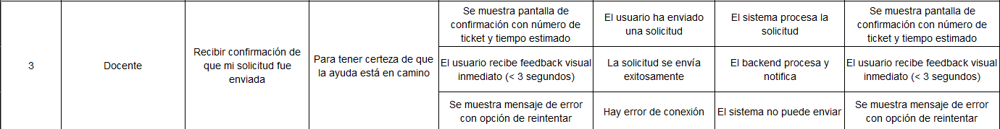 3
Docente
Recibir confirmación de
que mi solicitud fue
enviada
Para tener certeza de que
la ayuda está en camino
Se muestra pantalla de
confirmación con número de
ticket y tiempo estimado
El usuario ha enviado
una solicitud
El sistema procesa la
solicitud
Se muestra pantalla de
confirmación con número de
ticket y tiempo estimado
El usuario recibe feedback visual
inmediato (< 3 segundos)
La solicitud se envía
exitosamente
El backend procesa y
notifica
El usuario recibe feedback visual
inmediato (< 3 segundos)
Se muestra mensaje de error
con opción de reintentar
Hay error de conexión
El sistema no puede enviar
Se muestra mensaje de error
con opción de reintentar